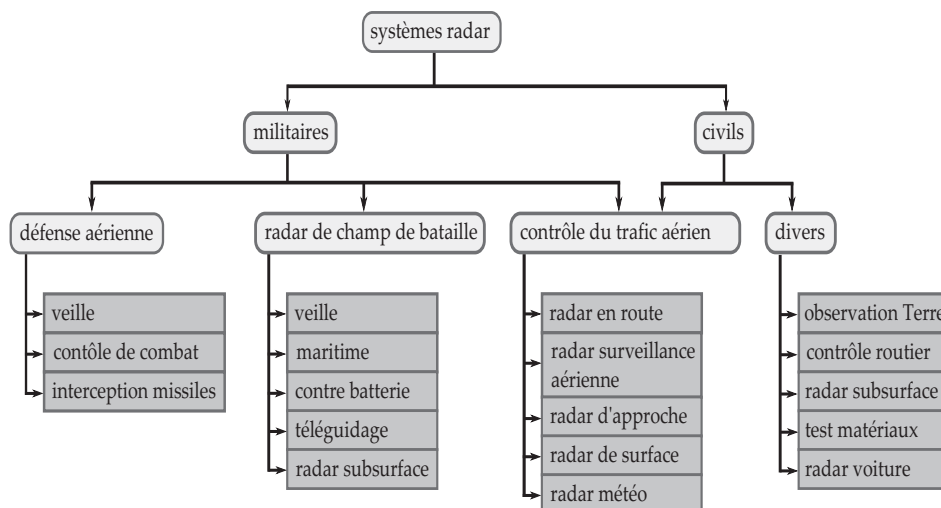 systèmes radar
militaires
civils
défense aérienne
radar de champ de bataille
contrôle du trafic aérien
divers
veille
contôle de combat
interception missiles
veille
maritime
contre batterie
téléguidage
radar subsurface
radar en route
radar surveillance
aérienne
radar d'approche
radar de surface
radar météo
observation Terre
contrôle routier
radar subsurface
test matériaux
radar voiture